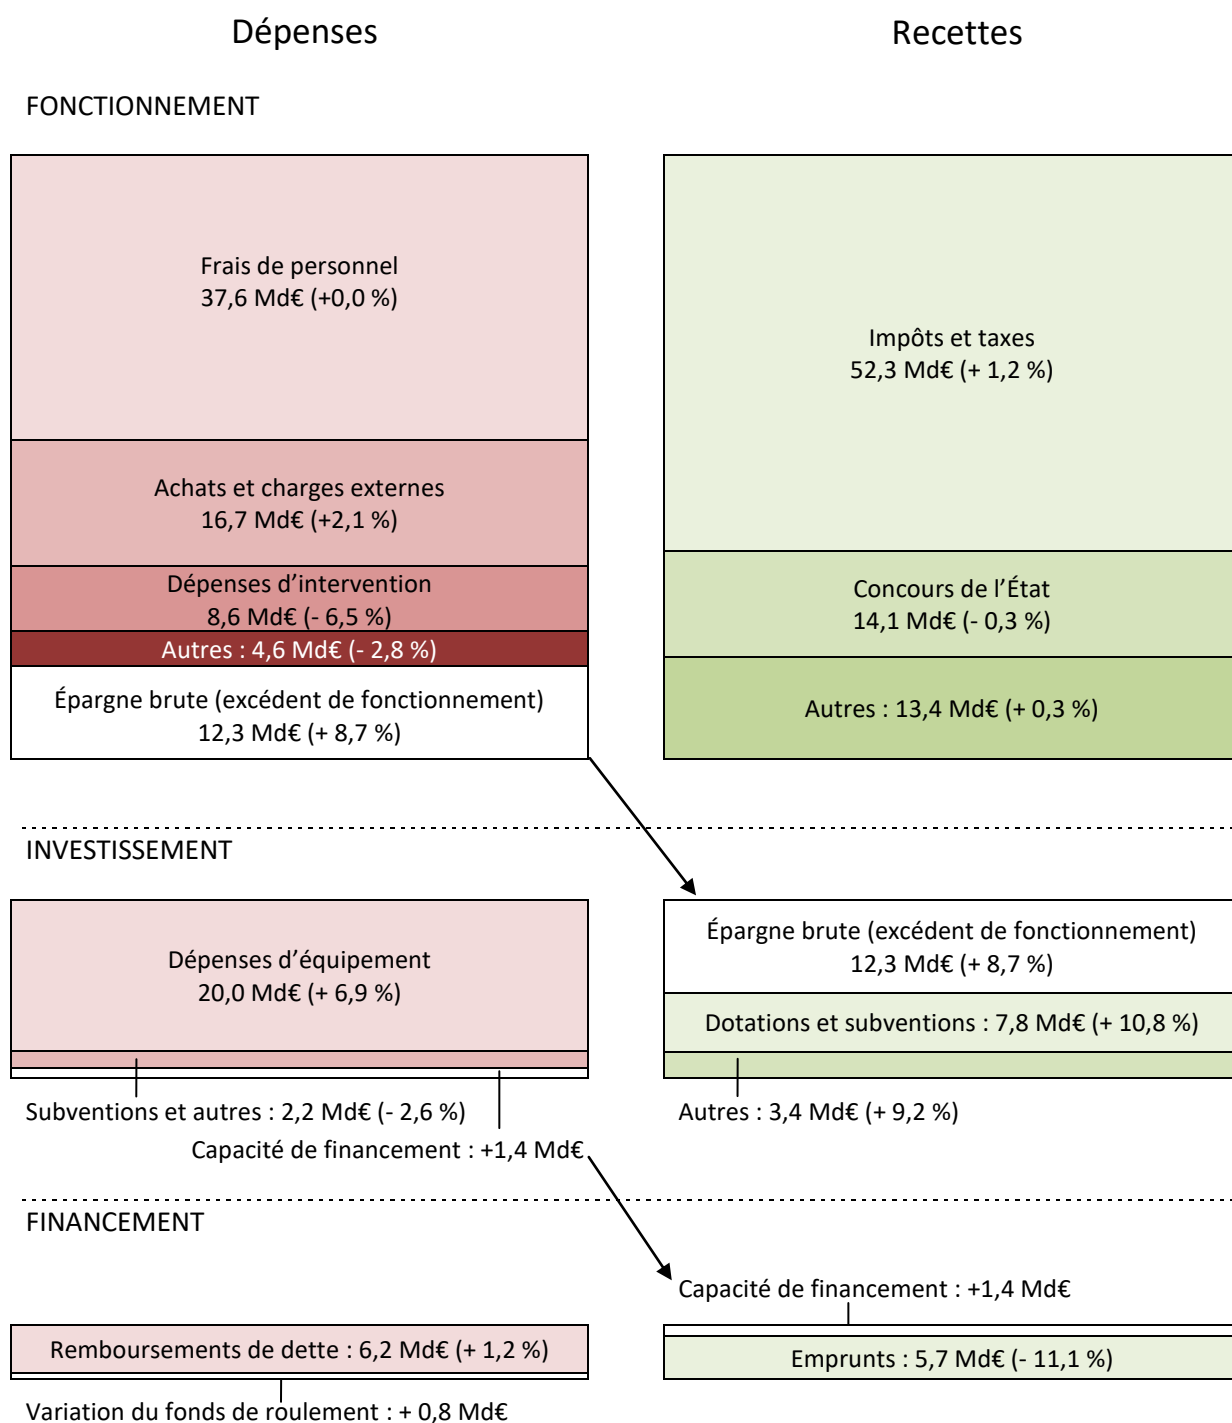 Dépenses
Recettes
FONCTIONNEMENT
Frais de personnel
37,6 Md€ (+0,0 %)
Achats et charges externes
16,7 Md€ (+2,1 %)
Dépenses d’intervention
8,6 Md€ (- 6,5 %)
Autres : 4,6 Md€ (- 2,8 %)
Épargne brute (excédent de fonctionnement)
12,3 Md€ (+ 8,7 %)
Impôts et taxes
52,3 Md€ (+ 1,2 %)
Concours de l’État
14,1 Md€ (- 0,3 %)
Autres : 13,4 Md€ (+ 0,3 %)
INVESTISSEMENT
Dépenses d’équipement
20,0 Md€ (+ 6,9 %)
Subventions et autres : 2,2 Md€ (- 2,6 %)
Capacité de financement : +1,4 Md€
Épargne brute (excédent de fonctionnement)
12,3 Md€ (+ 8,7 %)
Dotations et subventions : 7,8 Md€ (+ 10,8 %)
Autres : 3,4 Md€ (+ 9,2 %)
FINANCEMENT
Remboursements de dette : 6,2 Md€ (+ 1,2 %)
Variation du fonds de roulement : + 0,8 Md€
Capacité de financement : +1,4 Md€
Emprunts : 5,7 Md€ (- 11,1 %)